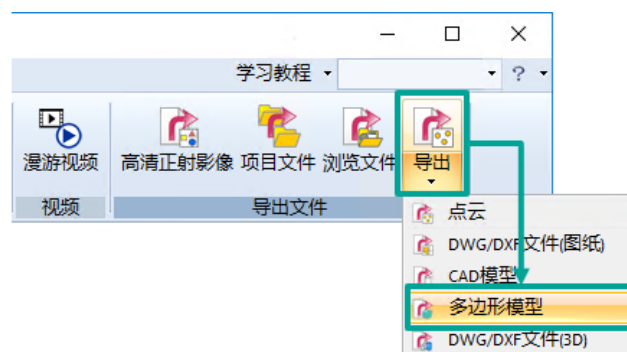 学习教程
?
漫游视频 高清正射影像 项目文件 浏览文件 导出
视频 导出文件
点云
DWG/DXF文件(图纸)
CAD模型
多边形模型
DWG/DXF文件(3D)